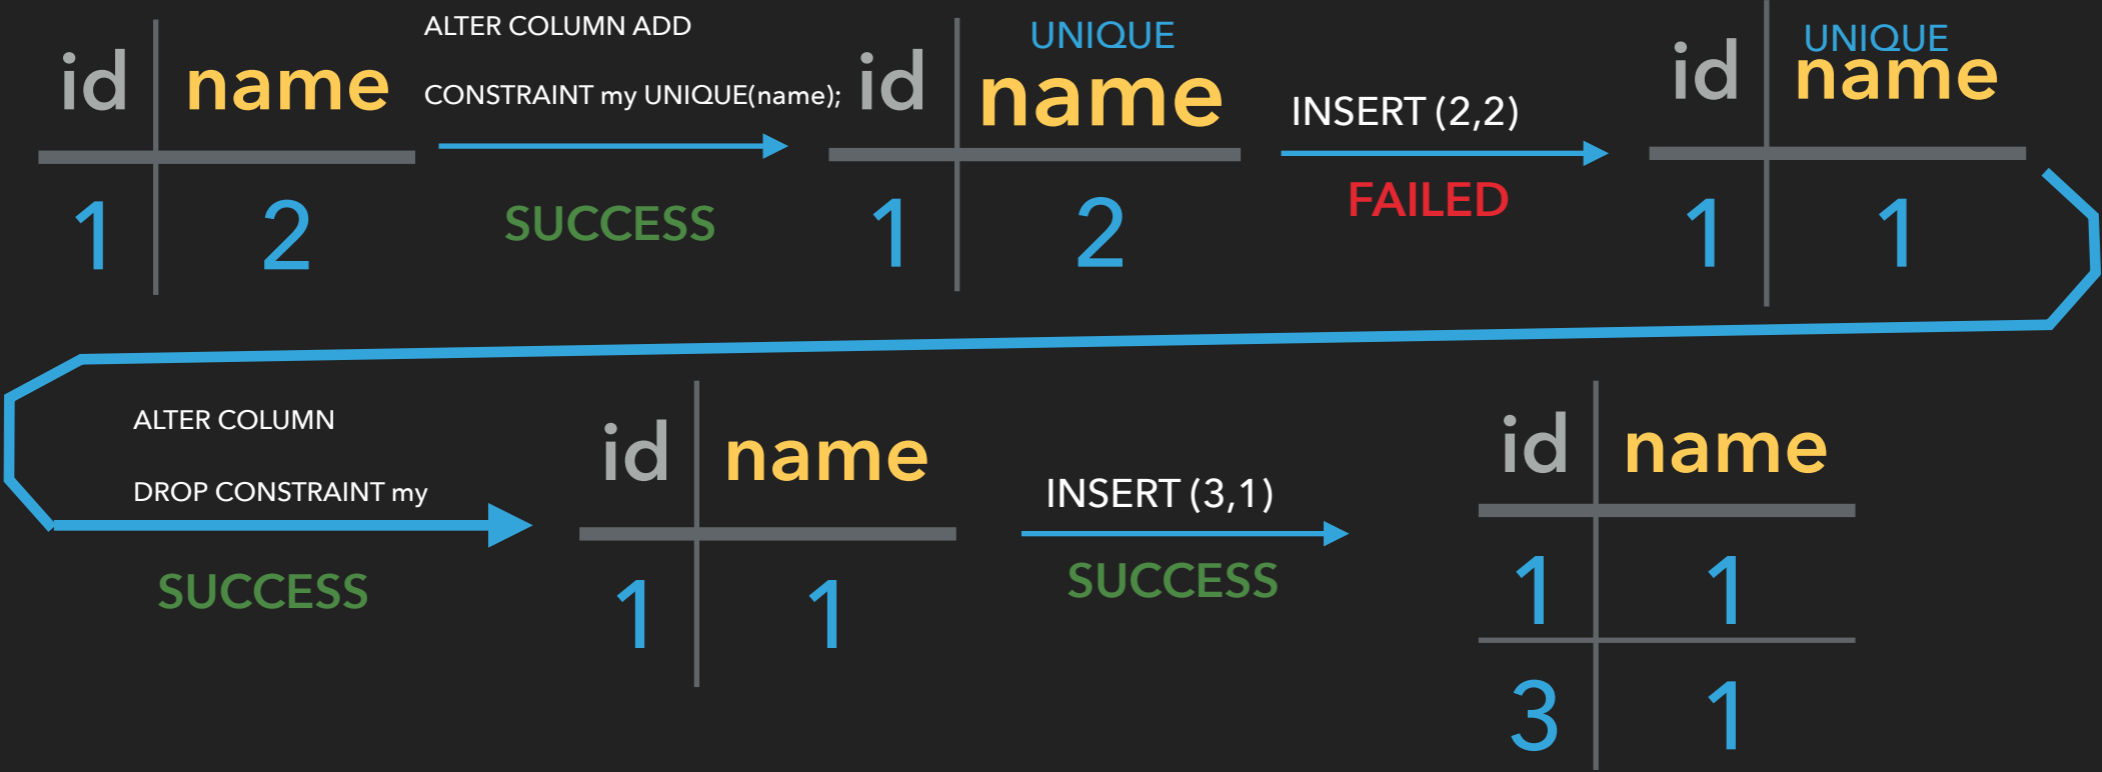 id name
1 2
ALTER COLUMN ADD
CONSTRAINT my UNIQUE(name);
SUCCESS
UNIQUE
id name
1 2
INSERT (2,2)
FAILED
UNIQUE
id name
1 1
ALTER COLUMN
DROP CONSTRAINT my
SUCCESS
id name
1 1
INSERT (3,1)
SUCCESS
id name
1 1
3 1